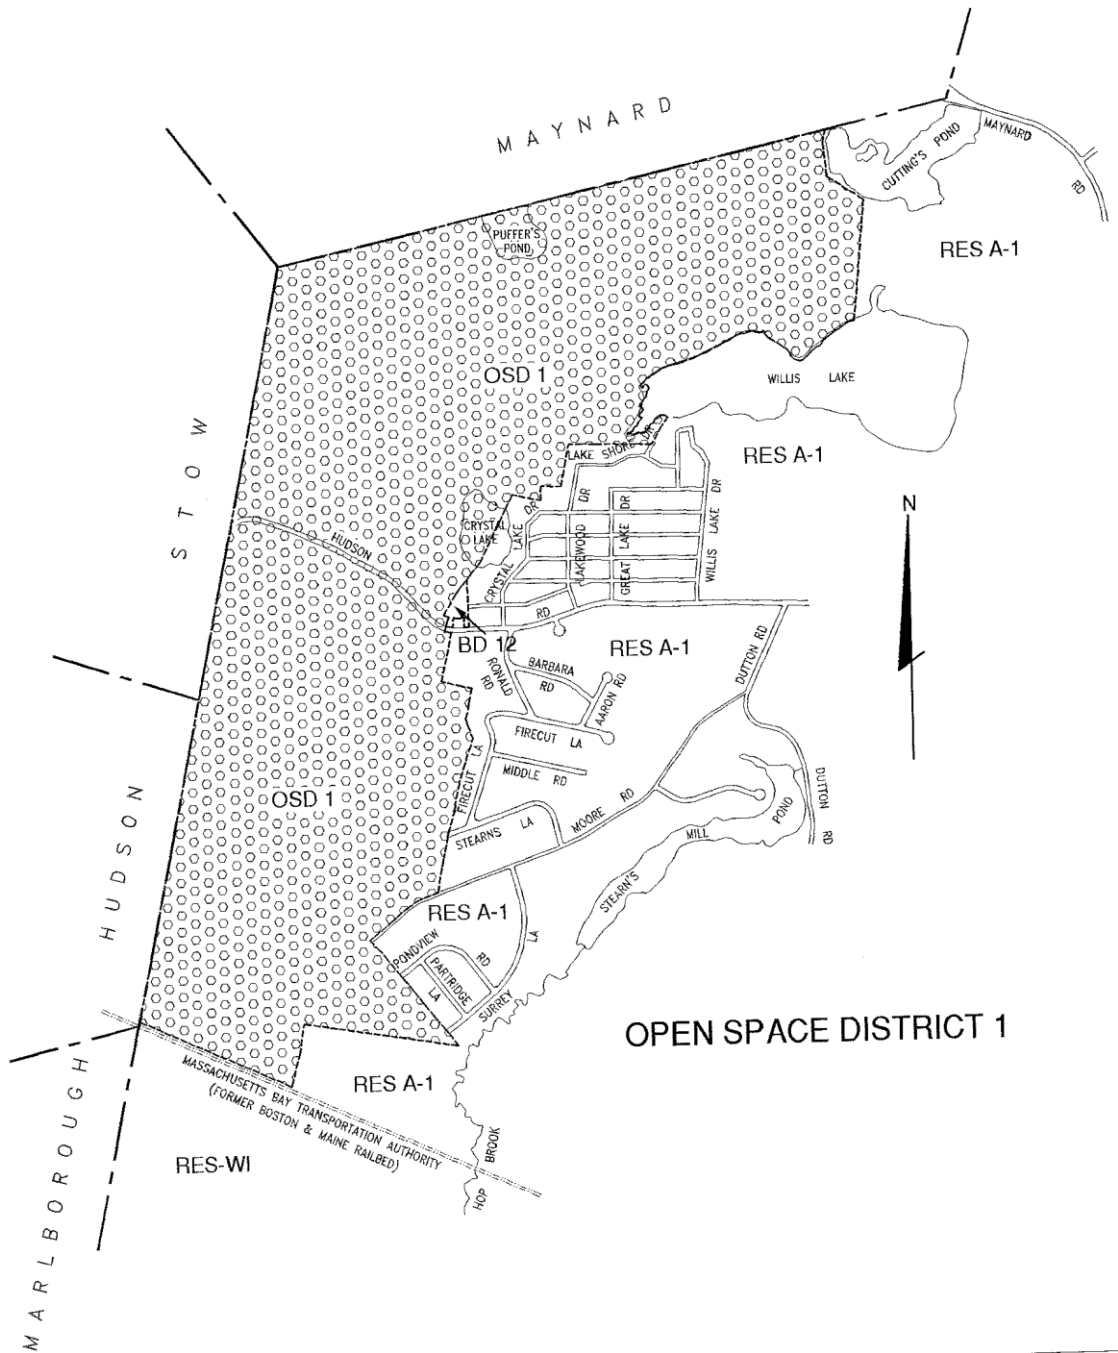 MAYNARD
CUTTING'S POND
MAYNARD
RD
RES A-1
PUFFER'S
POND
OSD 1
WILLIS LAKE
STOW
LAKE SHORE DR
RES A-1
N
CRYSTAL
LAKE
CRYSTAL LAKE DR
LAKEWOOD DR
GREAT LAKE DR
WILLIS LAKE DR
HUDSON
RD
BD 12
RES A-1
DUTTON RD
RONALD
RD
BARBARA
RD
AARON RD
FIRECUT LA
FIRECUT LA
MIDDLE RD
DUTTON
RD
OSD 1
STEARNS LA
MOORE RD
STEARN'S MILL POND
HUDSON
RES A-1
PONDVIEW
RD
PARTRIDGE
LA
SURREY LA
OPEN SPACE DISTRICT 1
MARLBOROUGH
MASSACHUSETTS BAY TRANSPORTATION AUTHORITY
(FORMER BOSTON & MAINE RAILBED)
RES A-1
RES-WI
HOP BROOK